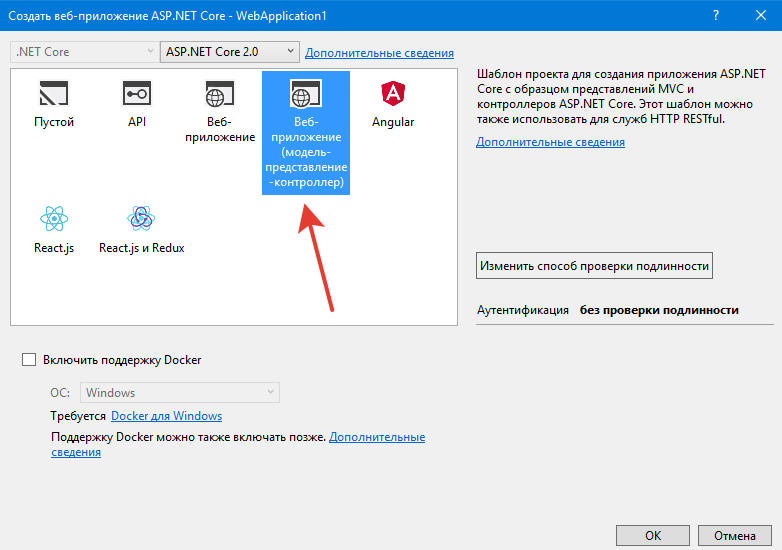 Создать веб-приложение ASP.NET Core - WebApplication1
.NET Core
ASP.NET Core 2.0
Дополнительные сведения
Пустой
API
Веб-
приложение
Веб-
приложение
(модель-
представление
-контроллер)
Angular
React.js
React.js и Redux
Шаблон проекта для создания приложения ASP.NET
Core с образцом представлений MVC и
контроллеров ASP.NET Core. Этот шаблон можно
также использовать для служб HTTP RESTful.
Дополнительные сведения
Изменить способ проверки подлинности
Аутентификация без проверки подлинности
Включить поддержку Docker
ОС: Windows
Требуется Docker для Windows
Поддержку Docker можно также включать позже. Дополнительные
сведения
ОК
Отмена